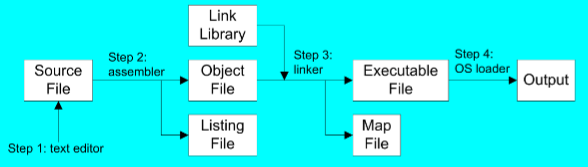 Link
Library
Step 2:
assembler
Step 3:
linker
Step 4:
OS loader
Source
File
Object
File
Executable
File
Output
Listing
File
Map
File
Step 1: text editor